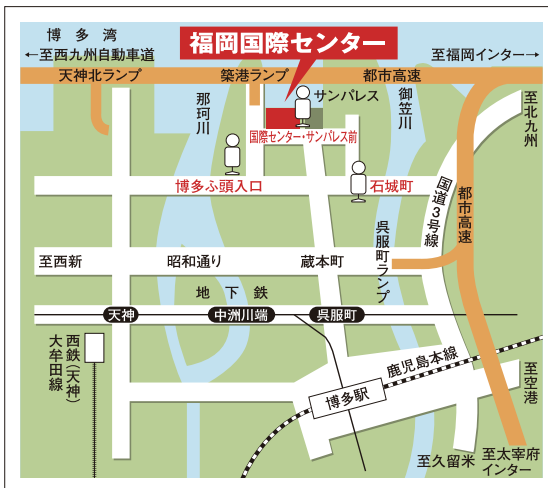 博多湾
←至西九州自動車道
福岡国際センター
至福岡インター→
天神北ランプ
築港ランプ
都市高速
那珂川
サンパレス
御笠川
至北九州
国際センター・サンパレス前
博多ふ頭入口
石城町
国道3号線
都市高速
呉服町ランプ
至西新
昭和通り
蔵本町
地下鉄
天神
中洲川端
呉服町
西鉄(天神)
大牟田線
鹿児島本線
博多駅
至空港
至久留米
至太宰府
インター